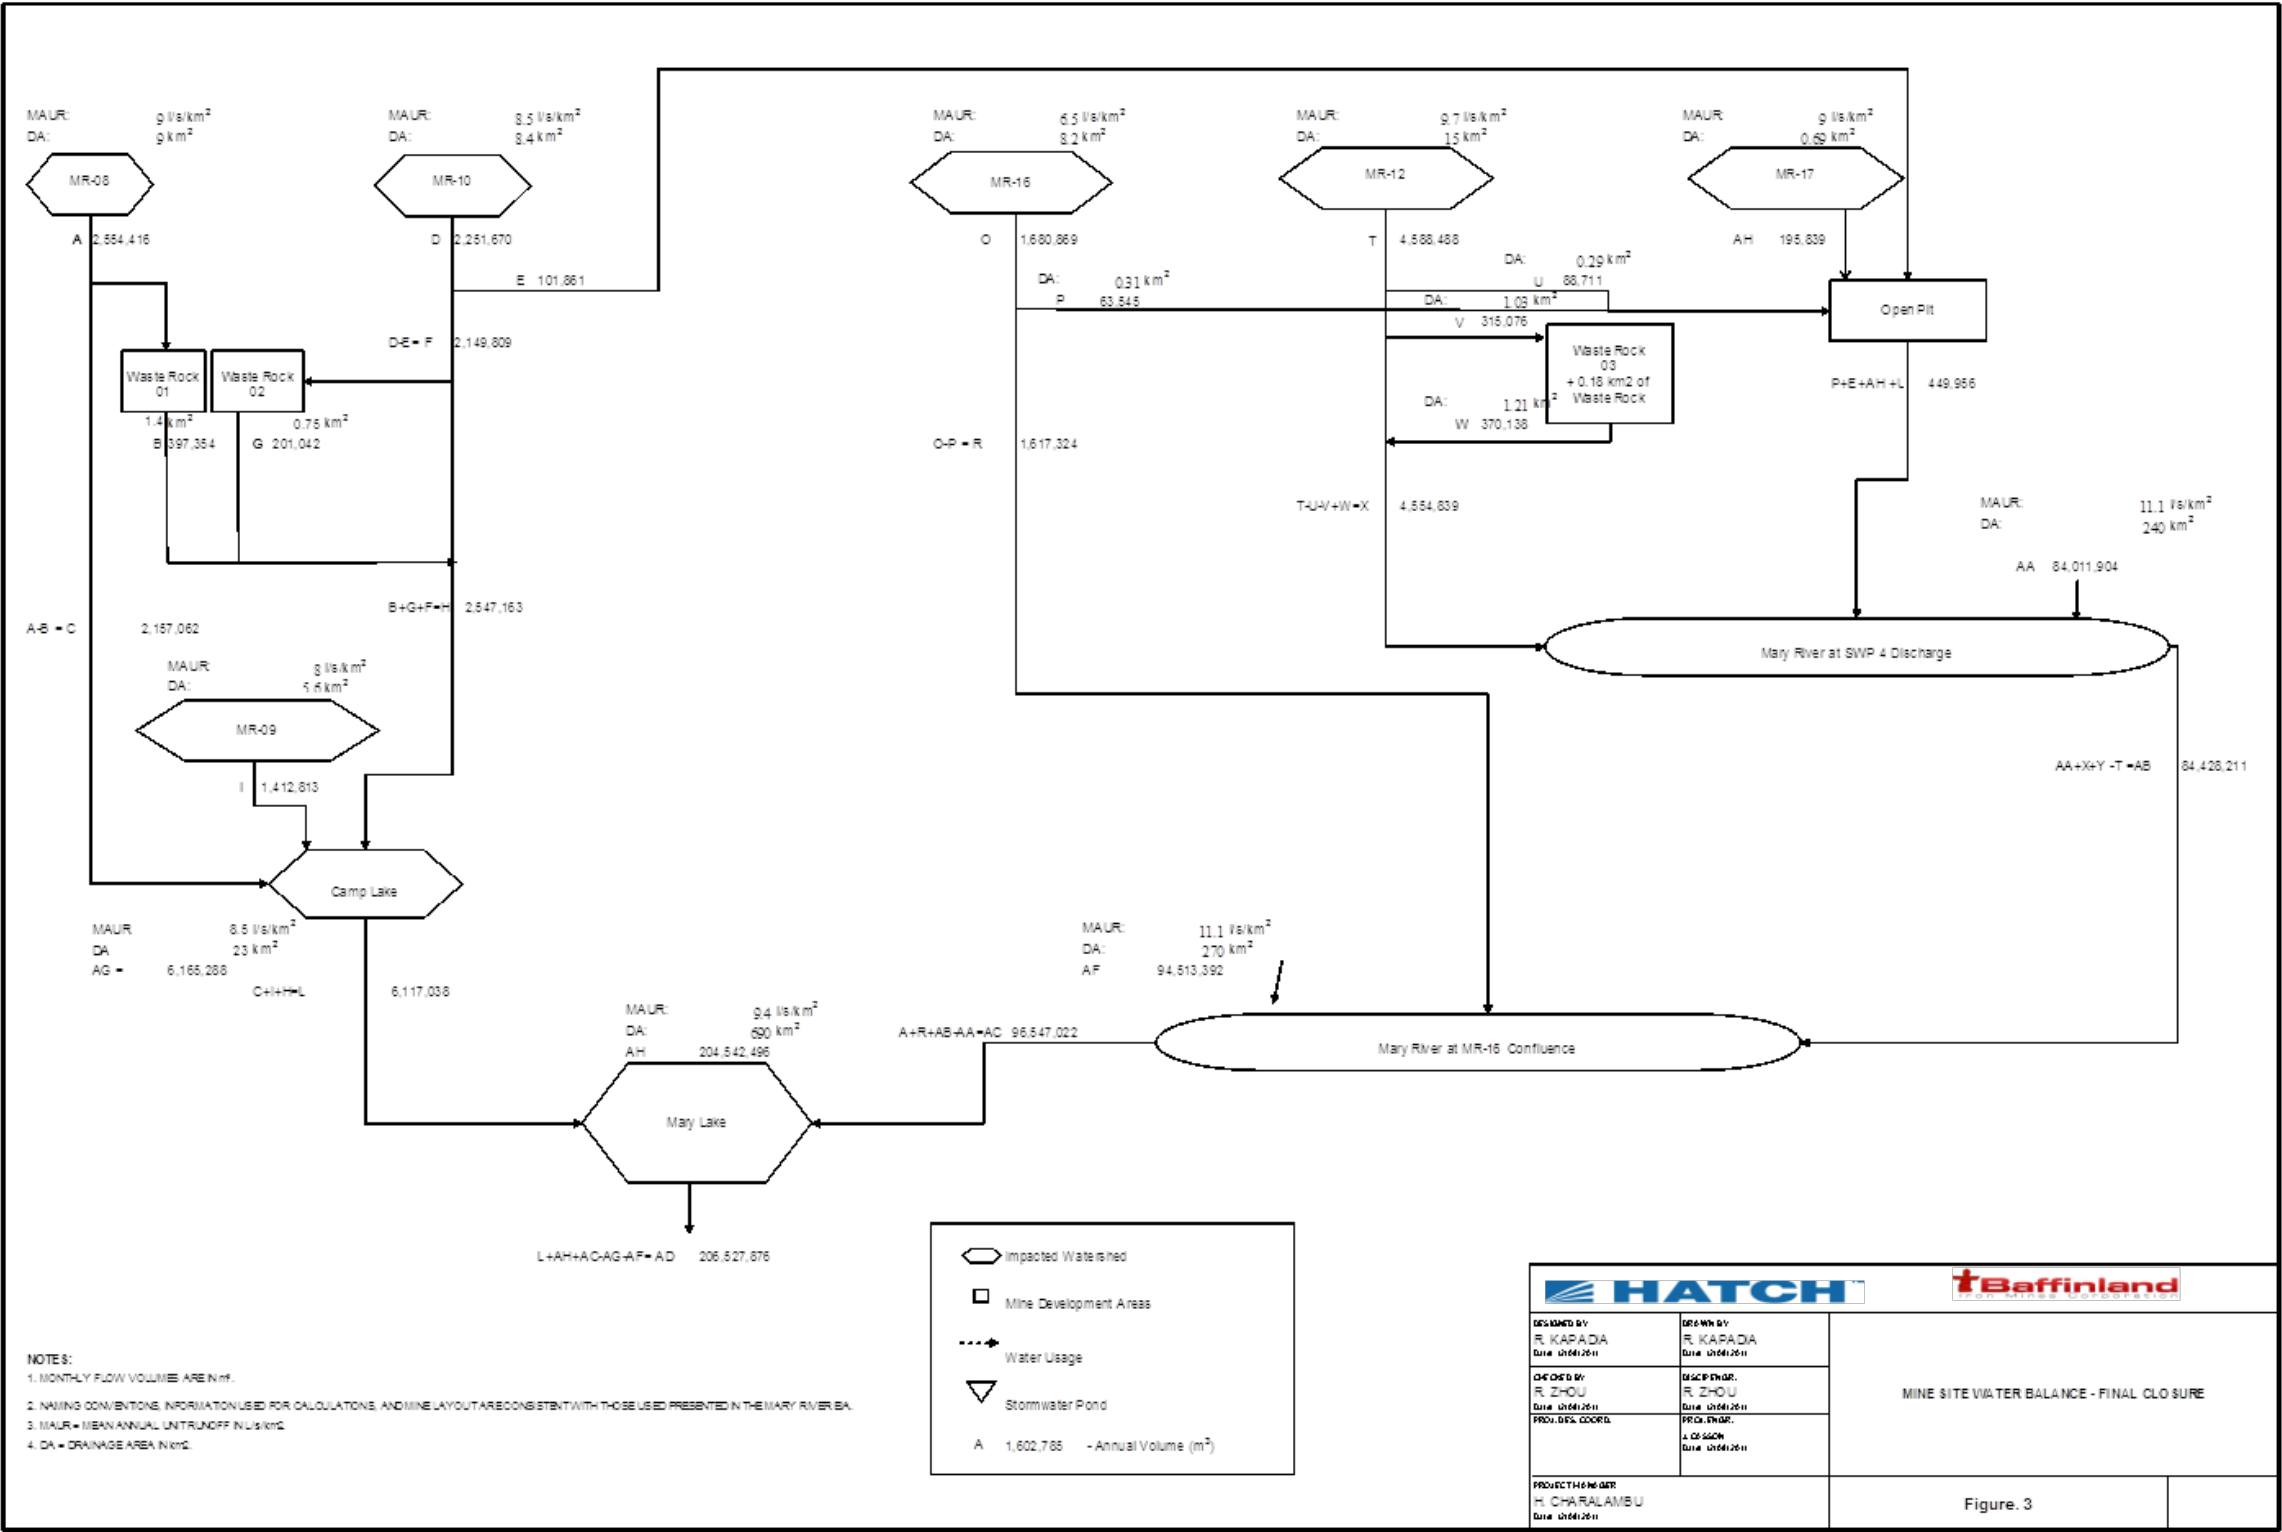 MAUR: 9 l/s/km²
DA: 9 km²
MR-08
A 2,554,416
MAUR: 8.5 l/s/km²
DA: 8.4 km²
MR-10
D 2,251,670
E 101,861
D-E= F 2,149,809
MAUR: 6.5 l/s/km²
DA: 8.2 km²
MR-16
O 1,680,869
DA: 0.31 km²
P 63,545
O-P = R 1,617,324
MAUR: 9.7 l/s/km²
DA: 15 km²
MR-12
T 4,588,488
DA: 0.29 km²
U 88,711
DA: 1.03 km²
V 315,076
Waste Rock
03
+ 0.18 km2 of
Waste Rock
DA: 1.21 km²
W 370,138
T-U-V+W=X 4,554,839
MAUR: 9 l/s/km²
DA: 0.69 km²
MR-17
AH 195,839
Open Pit
P+E+AH +L 449,956
Waste Rock
01
1.4 km²
B 397,354
Waste Rock
02
0.75 km²
G 201,042
B+G+F=H 2,547,163
A-B = C 2,157,062
MAUR: 11.1 l/s/km²
DA: 240 km²
AA 84,011,904
Mary River at SWP 4 Discharge
AA+X+Y -T =AB 84,428,211
MAUR: 8 l/s/km²
DA: 5.6 km²
MR-09
I 1,412,813
Camp Lake
MAUR 8.5 l/s/km²
DA 23 km²
AG = 6,165,288
C+I+H=L 6,117,038
MAUR: 11.1 l/s/km²
DA: 270 km²
AF 94,513,392
Mary River at MR-16 Confluence
A+R+AB-AA=AC 96,547,022
MAUR: 9.4 l/s/km²
DA: 690 km²
AH 204,542,496
Mary Lake
L+AH+AC-AG-AF= AD 206,527,876
Impacted Watershed
Mine Development Areas
Water Usage
Stormwater Pond
A 1,602,785 - Annual Volume (m³)
NOTES:
1. MONTHLY FLOW VOLUMES ARE IN m³.
2. NAMING CONVENTIONS, INFORMATION USED FOR CALCULATIONS, AND MINE LAYOUT ARE CONSISTENT WITH THOSE USED PRESENTED IN THE MARY RIVER EIA.
3. MAUR = MEAN ANNUAL UNIT RUNOFF IN L/s/km2
4. DA = DRAINAGE AREA IN km2.
HATCH
Baffinland
Iron Mines Corporation
DESIGNED BY
R. KAPADIA
DRAWN BY
R. KAPADIA
CHECKED BY
R. ZHOU
DISCIP. ENGR.
R. ZHOU
PROJ. DES. COORD.
PROJ. ENGR.
PROJECT MANAGER
H. CHARALAMBU
MINE SITE WATER BALANCE - FINAL CLOSURE
Figure. 3